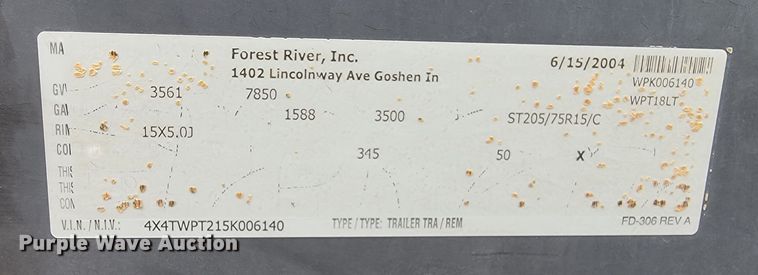 MA Forest River, Inc. 6/15/2004
1402 Lincolnway Ave Goshen In WPK006140
GV 3561 7850 WPT18LT
GA 1588 3500 ST205/75R15/C
RIM 15X5.0J
CO 345 50 X
THIS
THIS
CON
V.I.N. / N.I.V.: 4X4TWPT215K006140 TYPE / TYPE: TRAILER TRA / REM FD-306 REV A
Purple Wave Auction